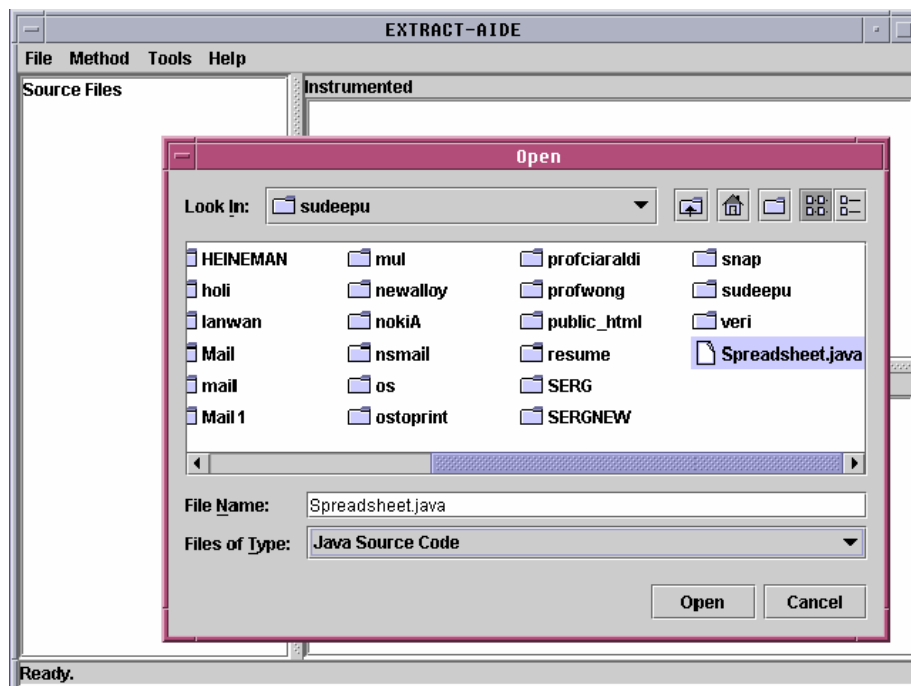 EXTRACT-AIDE
File Method Tools Help
Source Files
Instrumented
Open
Look In: sudeepu
HEINEMAN mul profciaraldi snap
holi newalloy profwong sudeepu
lanwan nokiA public_html veri
Mail nsmail resume Spreadsheet.java
mail os SERG
Mail1 ostoprint SERGNEW
File Name: Spreadsheet.java
Files of Type: Java Source Code
Open Cancel
Ready.